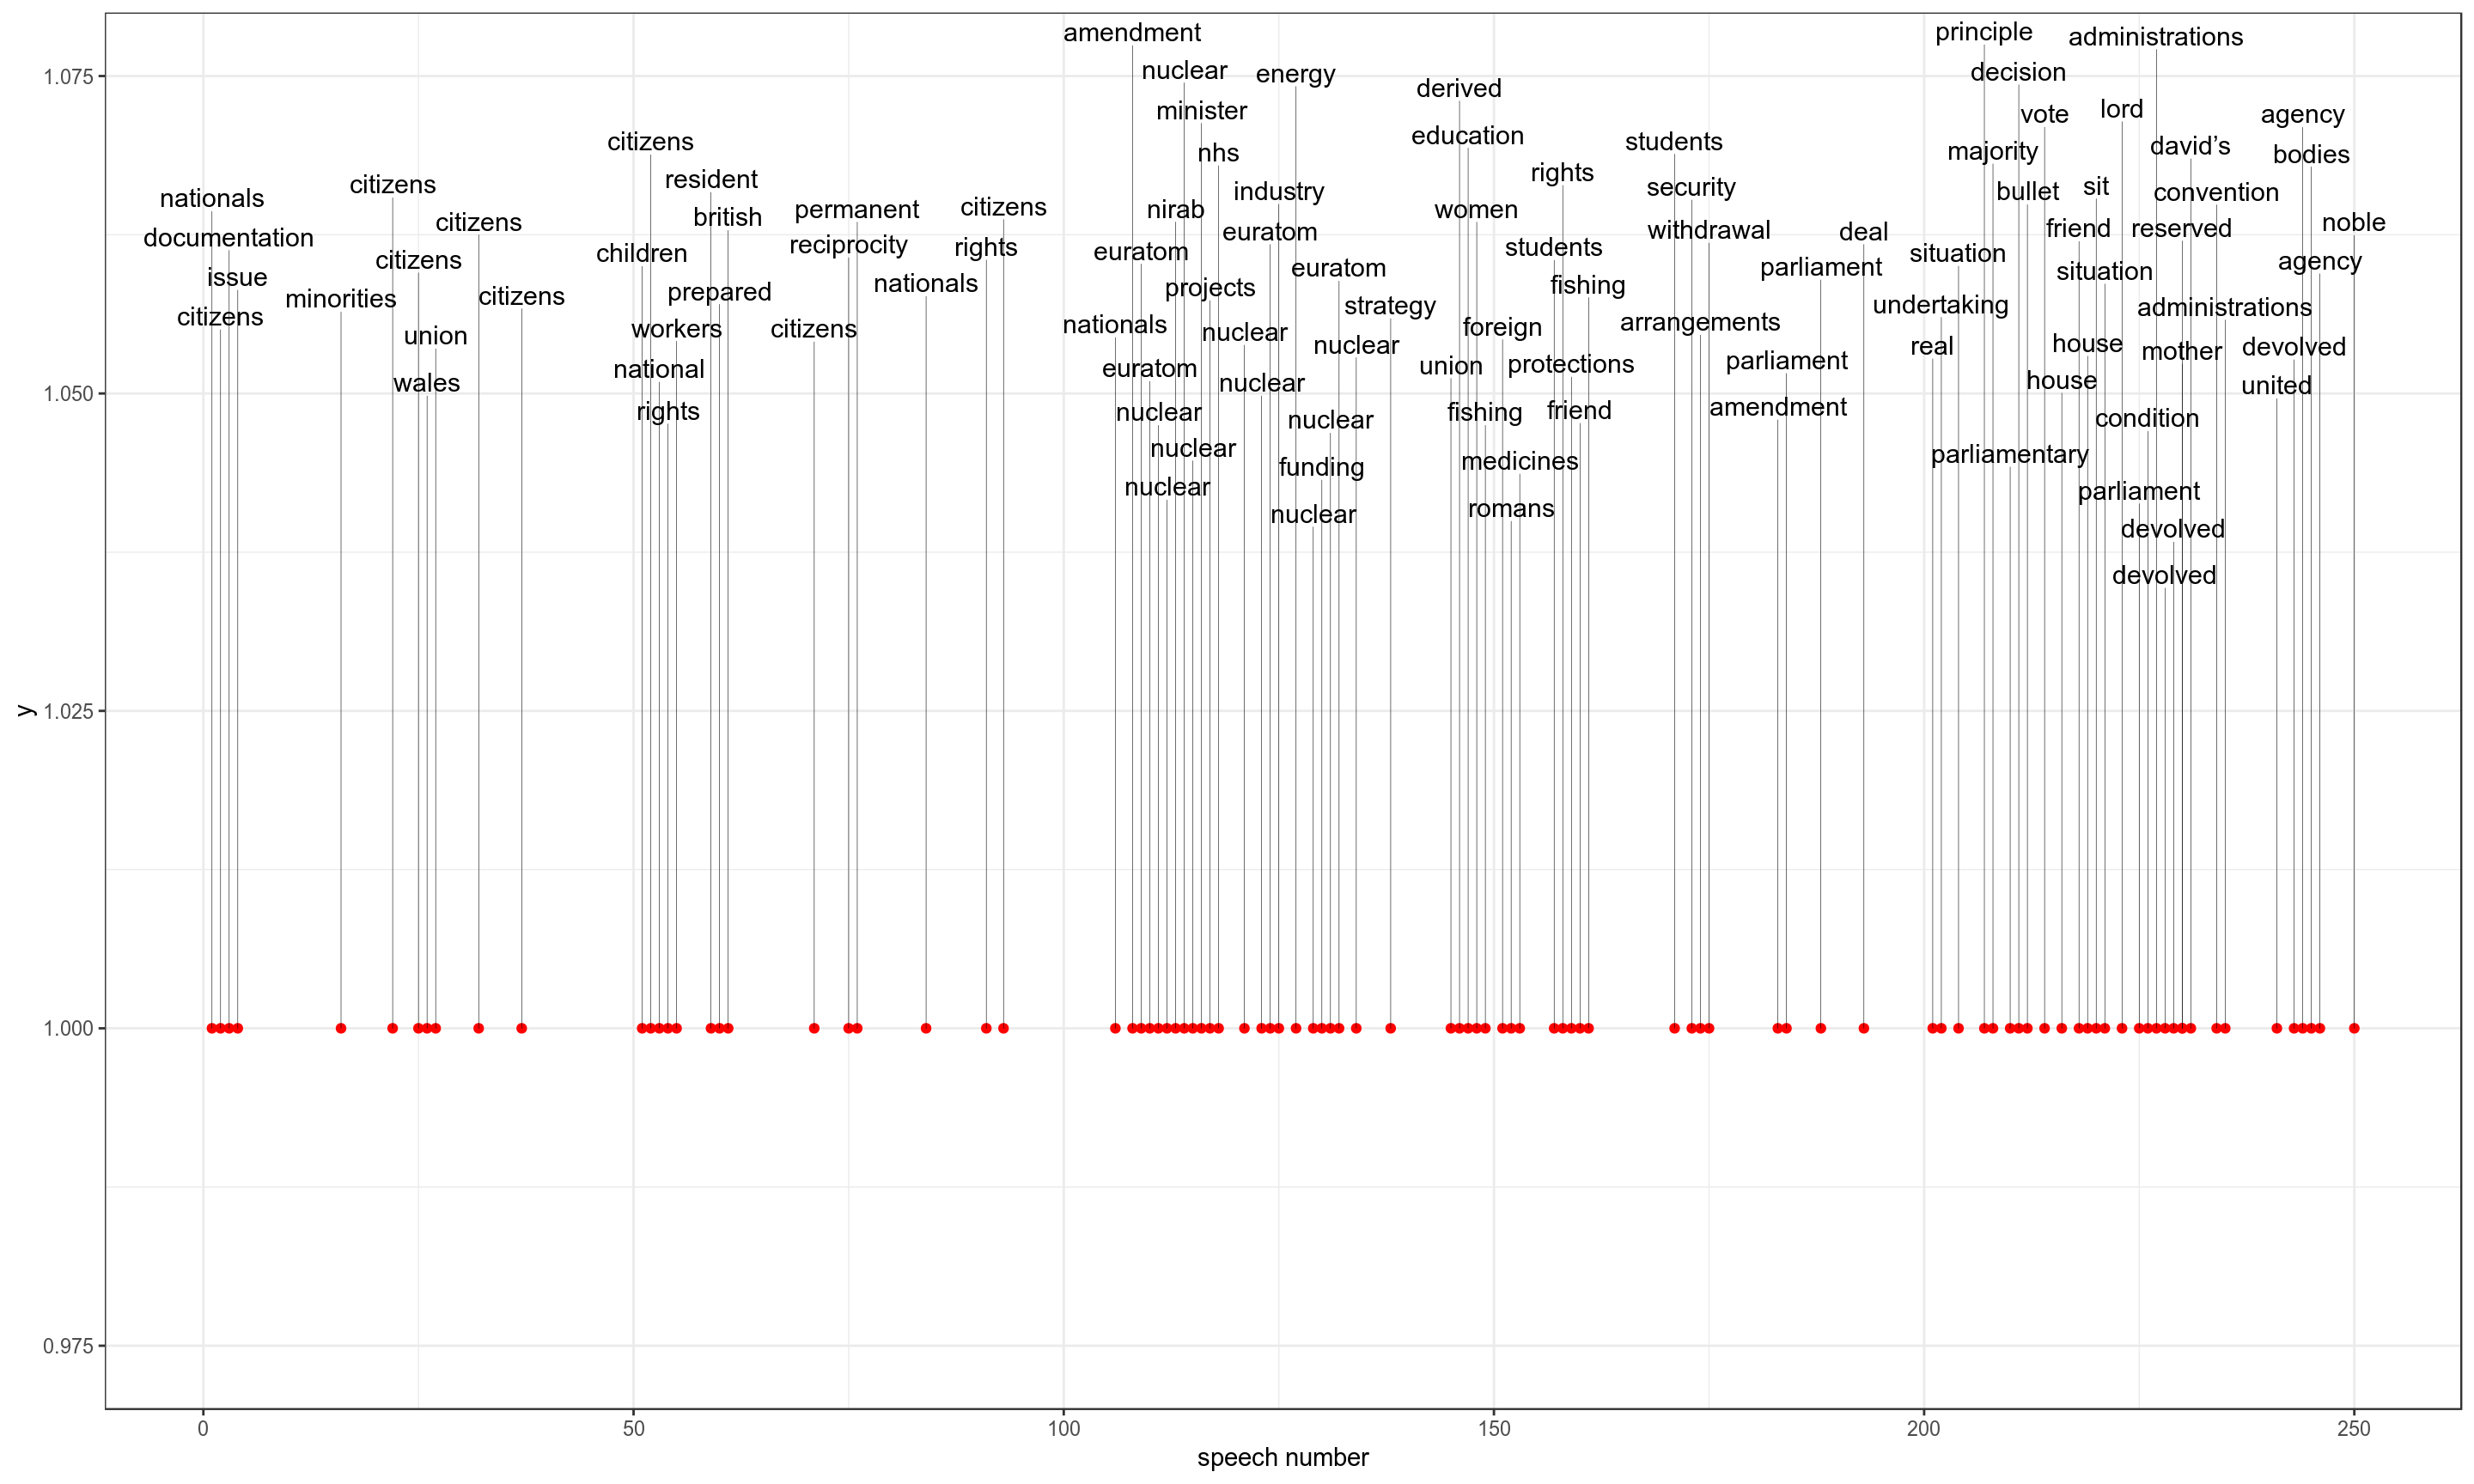 amendment
principle
administrations
nuclear
energy
decision
derived
minister
lord
vote
agency
education
citizens
students
nhs
majority
david’s
bodies
rights
resident
citizens
industry
security
bullet
sit
convention
nationals
citizens
permanent
nirab
women
british
citizens
noble
friend
reserved
withdrawal
euratom
deal
documentation
reciprocity
rights
students
children
euratom
situation
citizens
agency
euratom
parliament
situation
issue
nationals
fishing
projects
prepared
minorities
citizens
strategy
undertaking
administrations
citizens
arrangements
nationals
foreign
workers
citizens
nuclear
union
nuclear
real
house
devolved
mother
parliament
protections
union
national
euratom
wales
nuclear
house
united
amendment
friend
rights
nuclear
fishing
nuclear
condition
nuclear
parliamentary
medicines
funding
nuclear
parliament
romans
nuclear
devolved
devolved
1.075
1.050
1.025
1.000
0.975
y
0 50 100 150 200 250
speech number